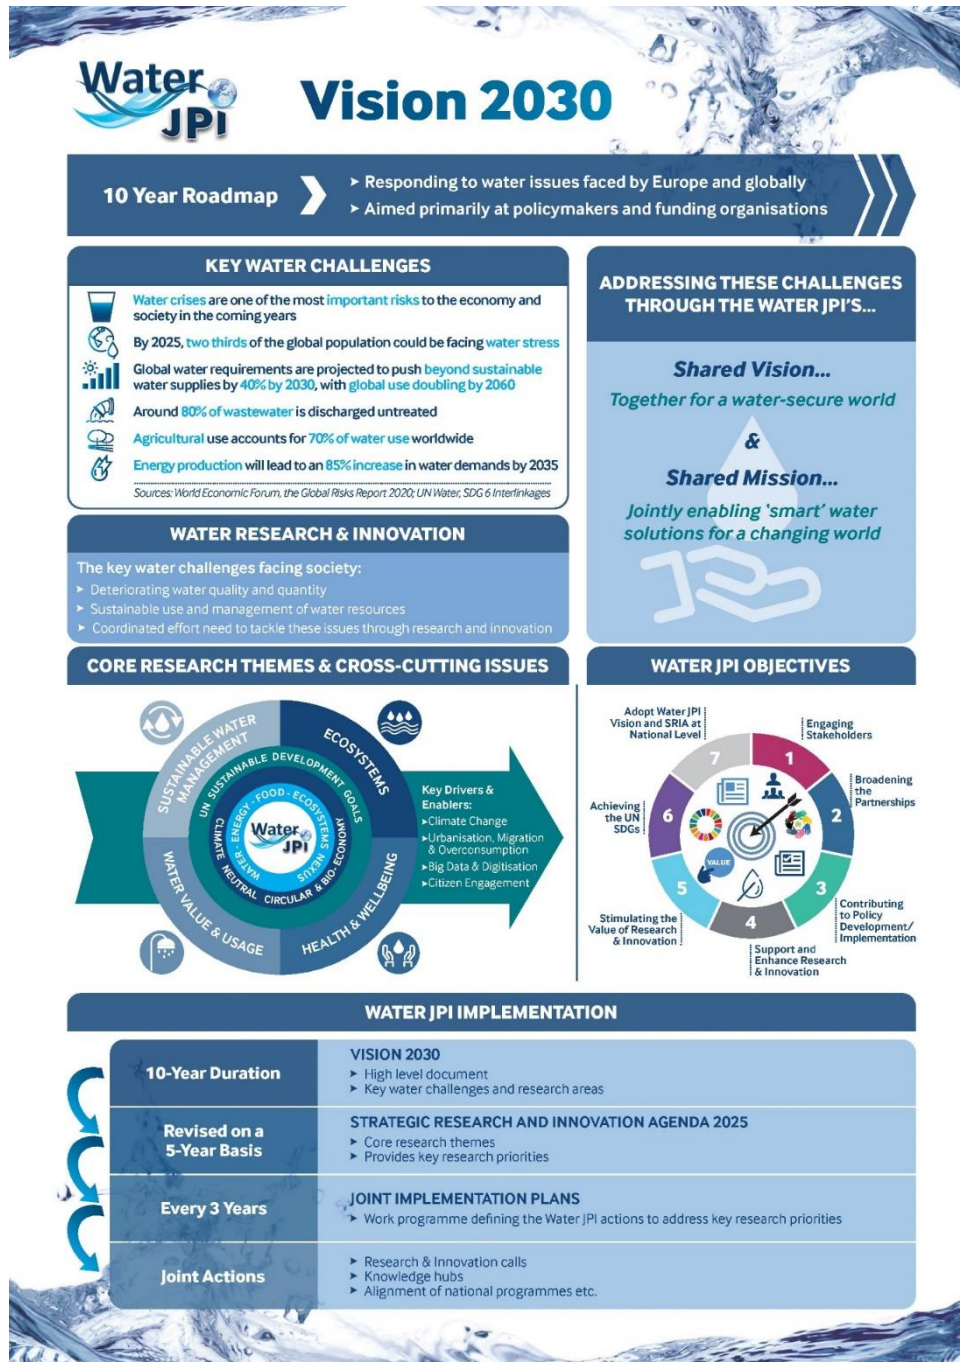 Water
JPI
Vision 2030
10 Year Roadmap
➤ Responding to water issues faced by Europe and globally
➤ Aimed primarily at policymakers and funding organisations
KEY WATER CHALLENGES
Water crises are one of the most important risks to the economy and
society in the coming years
By 2025, two thirds of the global population could be facing water stress
Global water requirements are projected to push beyond sustainable
water supplies by 40% by 2030, with global use doubling by 2060
Around 80% of wastewater is discharged untreated
Agricultural use accounts for 70% of water use worldwide
Energy production will lead to an 85% increase in water demands by 2035
Sources: World Economic Forum, the Global Risks Report 2020; UN Water, SDG 6 Interlinkages
ADDRESSING THESE CHALLENGES
THROUGH THE WATER JPI'S...
Shared Vision...
Together for a water-secure world
&
Shared Mission...
Jointly enabling 'smart' water
solutions for a changing world
WATER RESEARCH & INNOVATION
The key water challenges facing society:
➤ Deteriorating water quality and quantity
➤ Sustainable use and management of water resources
➤ Coordinated effort need to tackle these issues through research and innovation
CORE RESEARCH THEMES & CROSS-CUTTING ISSUES
SUSTAINABLE WATER
MANAGEMENT
ECOSYSTEMS
HEALTH & WELLBEING
WATER VALUE & USAGE
UN SUSTAINABLE DEVELOPMENT GOALS
CLIMATE NEUTRAL CIRCULAR & BIO-ECONOMY
WATER-ENERGY-FOOD-ECOSYSTEMS NEXUS
Water
JPI
Key Drivers &
Enablers:
➤Climate Change
➤Urbanisation, Migration
& Overconsumption
➤Big Data & Digitisation
➤Citizen Engagement
WATER JPI OBJECTIVES
1
Engaging
Stakeholders
2
Broadening
the
Partnerships
3
Contributing
to Policy
Development/
Implementation
4
Support and
Enhance Research
& Innovation
5
Stimulating the
Value of Research
& Innovation
VALUE
6
Achieving
the UN
SDGs
7
Adopt Water JPI
Vision and SRIA at
National Level
WATER JPI IMPLEMENTATION
10-Year Duration
VISION 2030
➤ High level document
➤ Key water challenges and research areas
Revised on a
5-Year Basis
STRATEGIC RESEARCH AND INNOVATION AGENDA 2025
➤ Core research themes
➤ Provides key research priorities
Every 3 Years
JOINT IMPLEMENTATION PLANS
➤ Work programme defining the Water JPI actions to address key research priorities
Joint Actions
➤ Research & Innovation calls
➤ Knowledge hubs
➤ Alignment of national programmes etc.